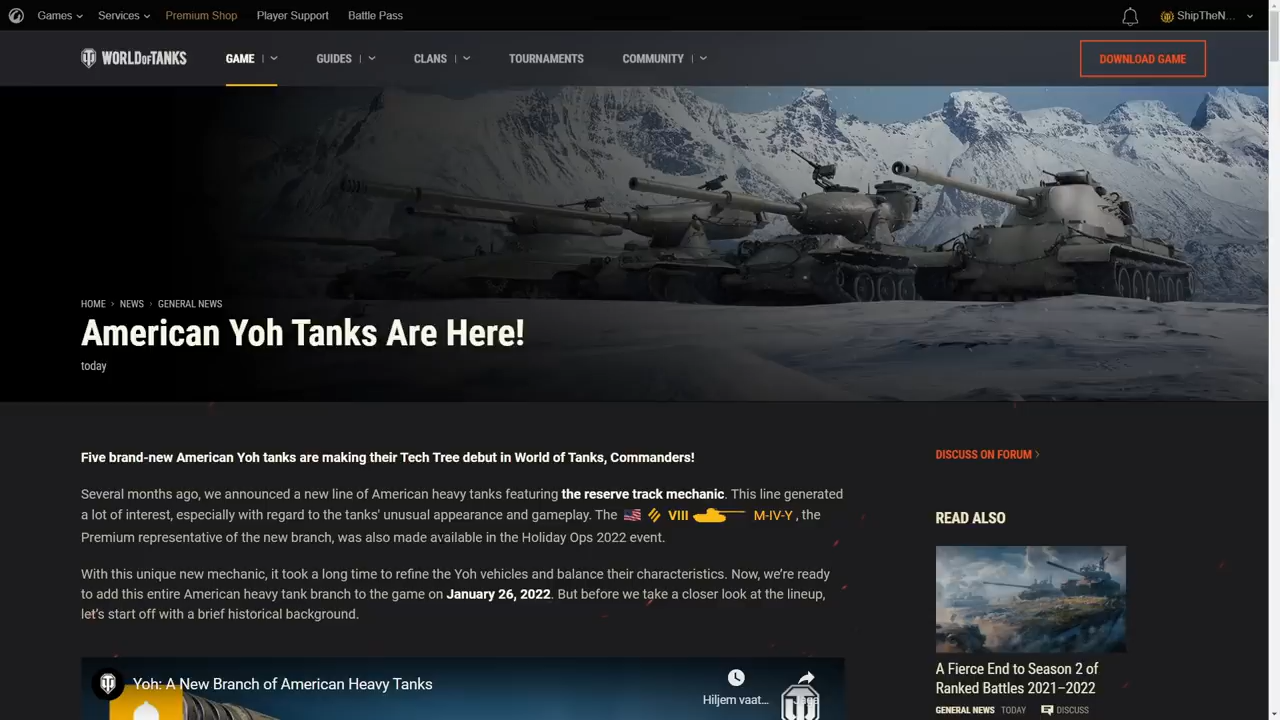 Games
Services
Premium Shop
Player Support
Battle Pass
ShipTheN...
WORLD OF TANKS
GAME
GUIDES
CLANS
TOURNAMENTS
COMMUNITY
DOWNLOAD GAME
HOME › NEWS › GENERAL NEWS
American Yoh Tanks Are Here!
today
Five brand-new American Yoh tanks are making their Tech Tree debut in World of Tanks, Commanders!
Several months ago, we announced a new line of American heavy tanks featuring the reserve track mechanic. This line generated
a lot of interest, especially with regard to the tanks' unusual appearance and gameplay. The VIII M-IV-Y , the
Premium representative of the new branch, was also made available in the Holiday Ops 2022 event.
With this unique new mechanic, it took a long time to refine the Yoh vehicles and balance their characteristics. Now, we’re ready
to add this entire American heavy tank branch to the game on January 26, 2022. But before we take a closer look at the lineup,
let’s start off with a brief historical background.
Yoh: A New Branch of American Heavy Tanks
Hiljem vaat...
DISCUSS ON FORUM ›
READ ALSO
A Fierce End to Season 2 of
Ranked Battles 2021–2022
GENERAL NEWS TODAY DISCUSS